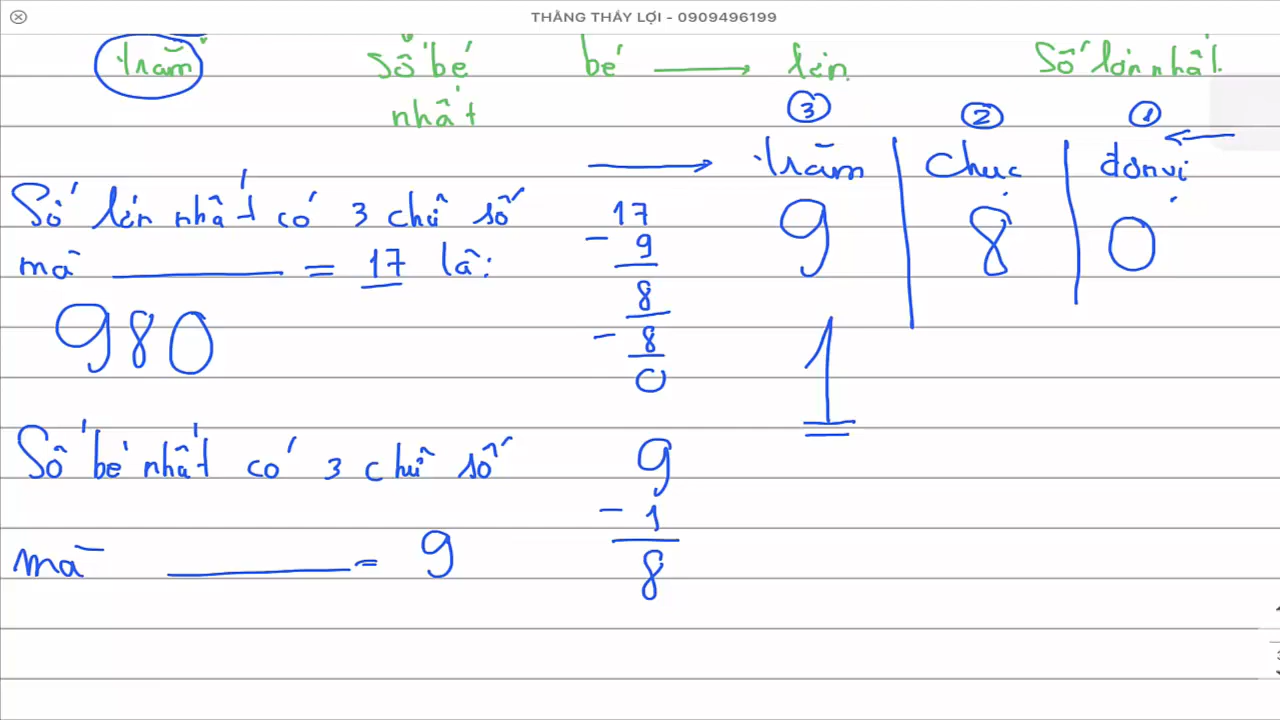 THẮNG THẦY LỢI - 0909496199
trăm số bé bé lớn số lớn nhất.
nhất
③ ② ①
trăm chục đơn vị
Số lớn nhất có 3 chữ số 17 9 8 0
mà = 17 là: - 9
8
980 - 8 1
0
Số bé nhất có 3 chữ số 9
- 1
mà = 9 8